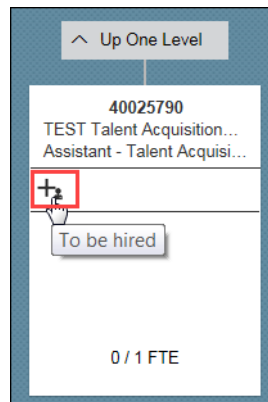 Up One Level
40025790
TEST Talent Acquisition...
Assistant - Talent Acquisi...
To be hired
0 / 1 FTE